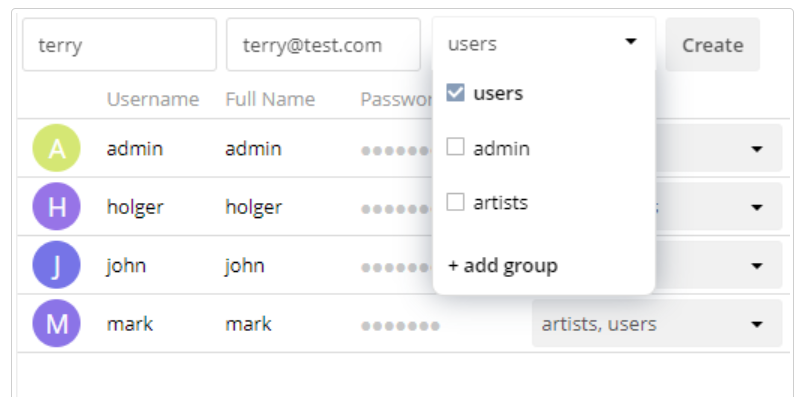 terry terry@test.com users Create
Username Full Name Passwor
users
A admin admin
admin
H holger holger
artists
J john john
+ add group
M mark mark artists, users